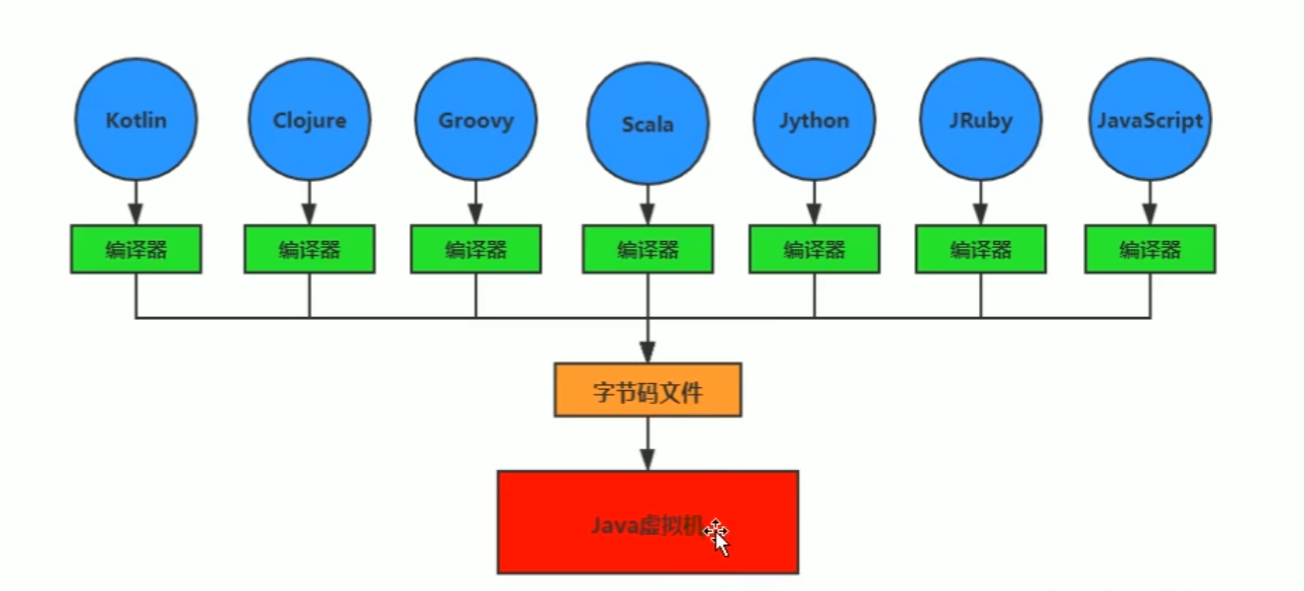 Kotlin
Clojure
Groovy
Scala
Jython
JRuby
JavaScript
编译器
编译器
编译器
编译器
编译器
编译器
编译器
字节码文件
Java虚拟机